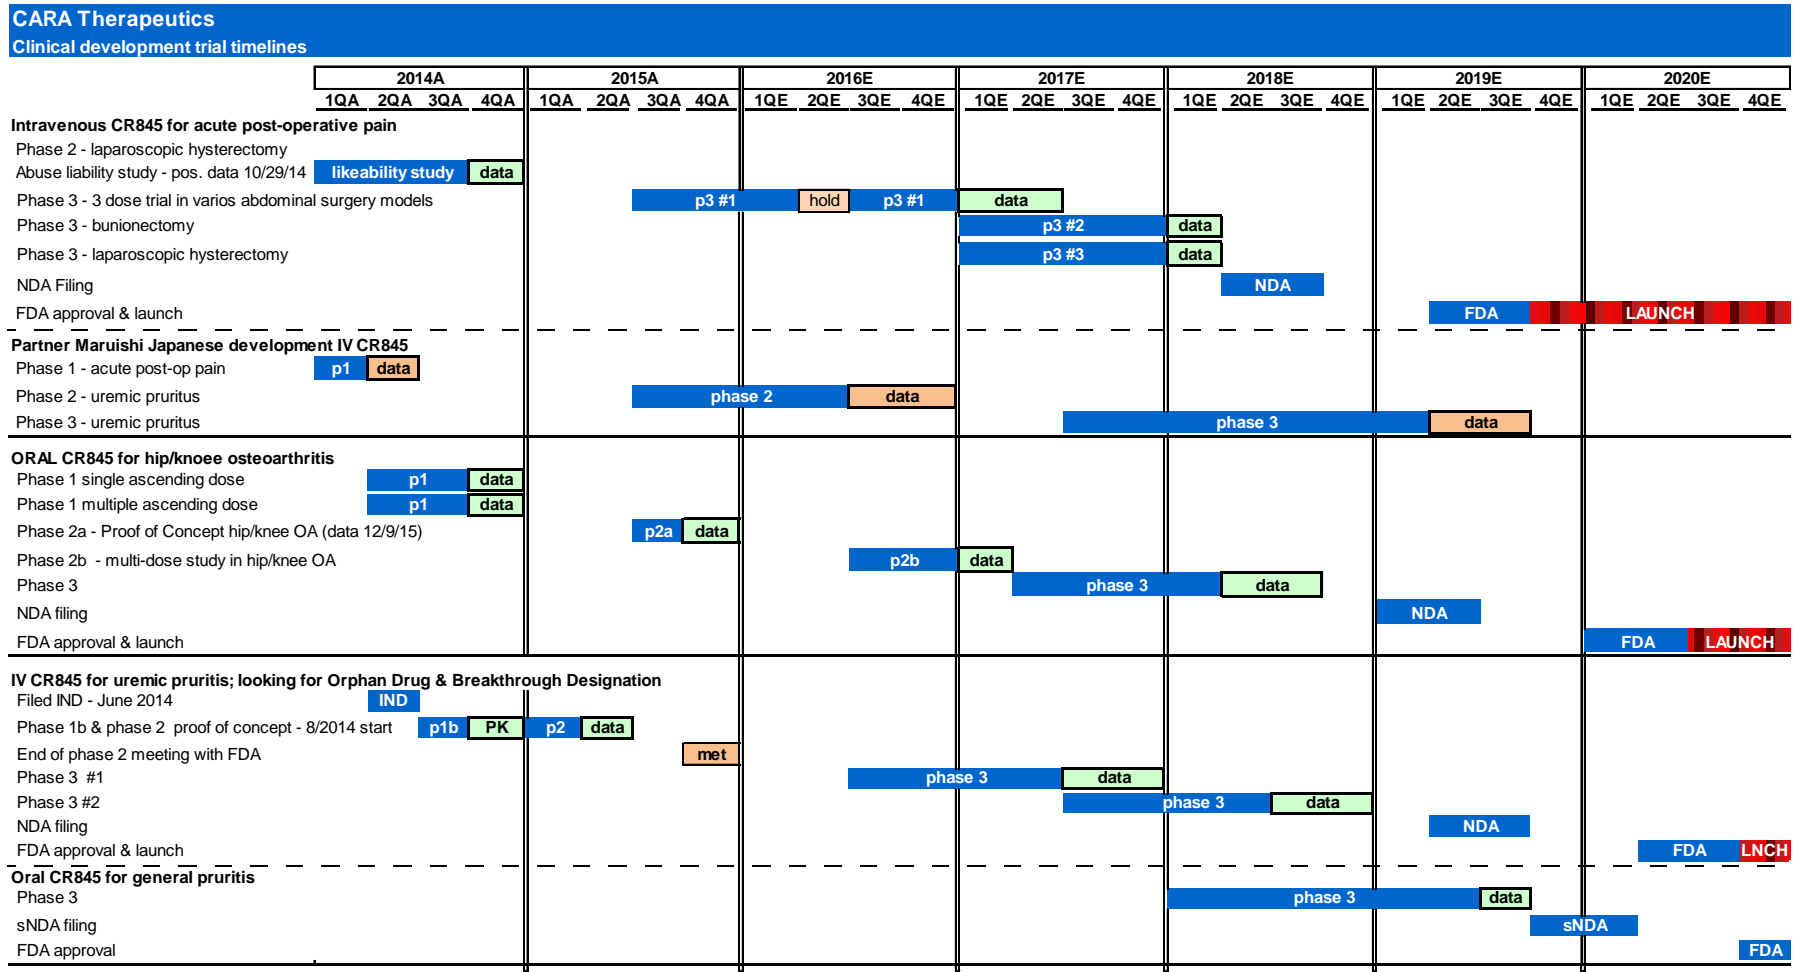 CARA Therapeutics
Clinical development trial timelines
2014A 2015A 2016E 2017E 2018E 2019E 2020E
1QA 2QA 3QA 4QA 1QA 2QA 3QA 4QA 1QE 2QE 3QE 4QE 1QE 2QE 3QE 4QE 1QE 2QE 3QE 4QE 1QE 2QE 3QE 4QE 1QE 2QE 3QE 4QE
Intravenous CR845 for acute post-operative pain
Phase 2 - laparoscopic hysterectomy
Abuse liability study - pos. data 10/29/14 likeability study data
Phase 3 - 3 dose trial in varios abdominal surgery models p3 #1 hold p3 #1 data
Phase 3 - bunionectomy p3 #2 data
Phase 3 - laparoscopic hysterectomy p3 #3 data
NDA Filing NDA
FDA approval & launch FDA LAUNCH
Partner Maruishi Japanese development IV CR845
Phase 1 - acute post-op pain p1 data
Phase 2 - uremic pruritus phase 2 data
Phase 3 - uremic pruritus phase 3 data
ORAL CR845 for hip/knoee osteoarthritis
Phase 1 single ascending dose p1 data
Phase 1 multiple ascending dose p1 data
Phase 2a - Proof of Concept hip/knee OA (data 12/9/15) p2a data
Phase 2b - multi-dose study in hip/knee OA p2b data
Phase 3 phase 3 data
NDA filing NDA
FDA approval & launch FDA LAUNCH
IV CR845 for uremic pruritis; looking for Orphan Drug & Breakthrough Designation
Filed IND - June 2014 IND
Phase 1b & phase 2 proof of concept - 8/2014 start p1b PK p2 data
End of phase 2 meeting with FDA met
Phase 3 #1 phase 3 data
Phase 3 #2 phase 3 data
NDA filing NDA
FDA approval & launch FDA LNCH
Oral CR845 for general pruritis
Phase 3 phase 3 data
sNDA filing sNDA
FDA approval FDA